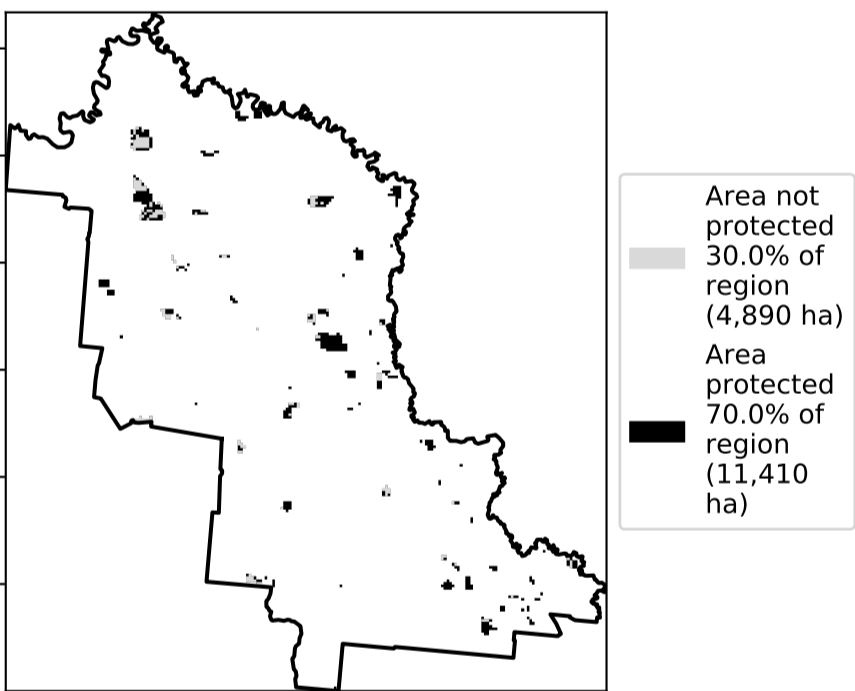 Area not
protected
30.0% of
region
(4,890 ha)
Area
protected
70.0% of
region
(11,410
ha)